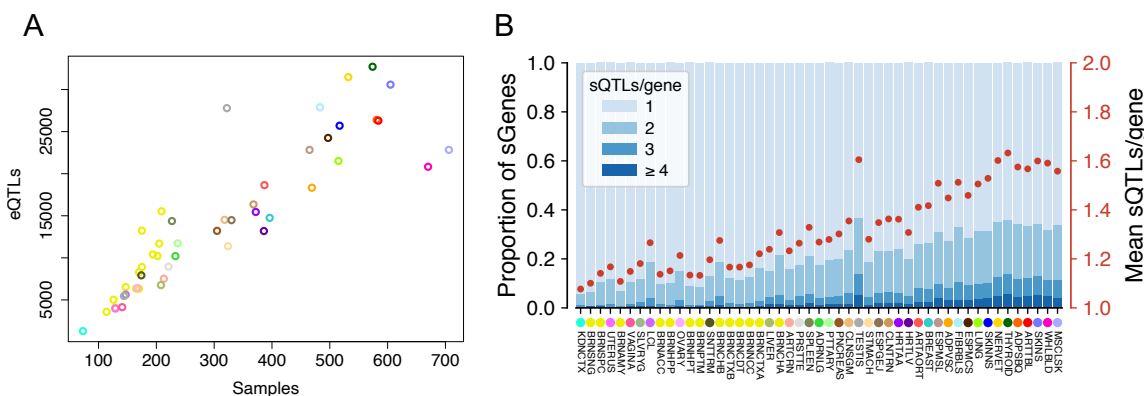 A
eQTLs
5000
15000
25000
100 200 300 400 500 600 700
Samples
B
Proportion of sGenes
1.0
0.8
0.6
0.4
0.2
0.0
sQTLs/gene
1
2
3
≥ 4
2.0
1.8
1.6
1.4
1.2
1.0
Mean sQTLs/gene
KDNCTX
BRNSNG
BRNSPC
UTERUS
BRNAMY
VAGINA
SLVRYG
LCL
BRNACC
BRNHPP
OVARY
BRNHPT
BRNPTM
SNTTRM
BRNCHB
BRNCTXB
BRNCDT
BRNNCC
BRNCTXA
LIVER
BRNCHA
ARTCRN
PRSTTE
SPLEEN
ADRNLG
PTTARY
PNCREAS
CLNSGM
TESTIS
STMACH
ESPGEJ
CLNTRN
HRTAA
HRTLV
ARTAORT
BREAST
ESPMSL
ADPVSC
FIBRBLS
ESPMCS
LUNG
SKINNS
NERVET
THYROID
ADPSBQ
ARTTBL
SKINS
WHLBLD
MSCLSK